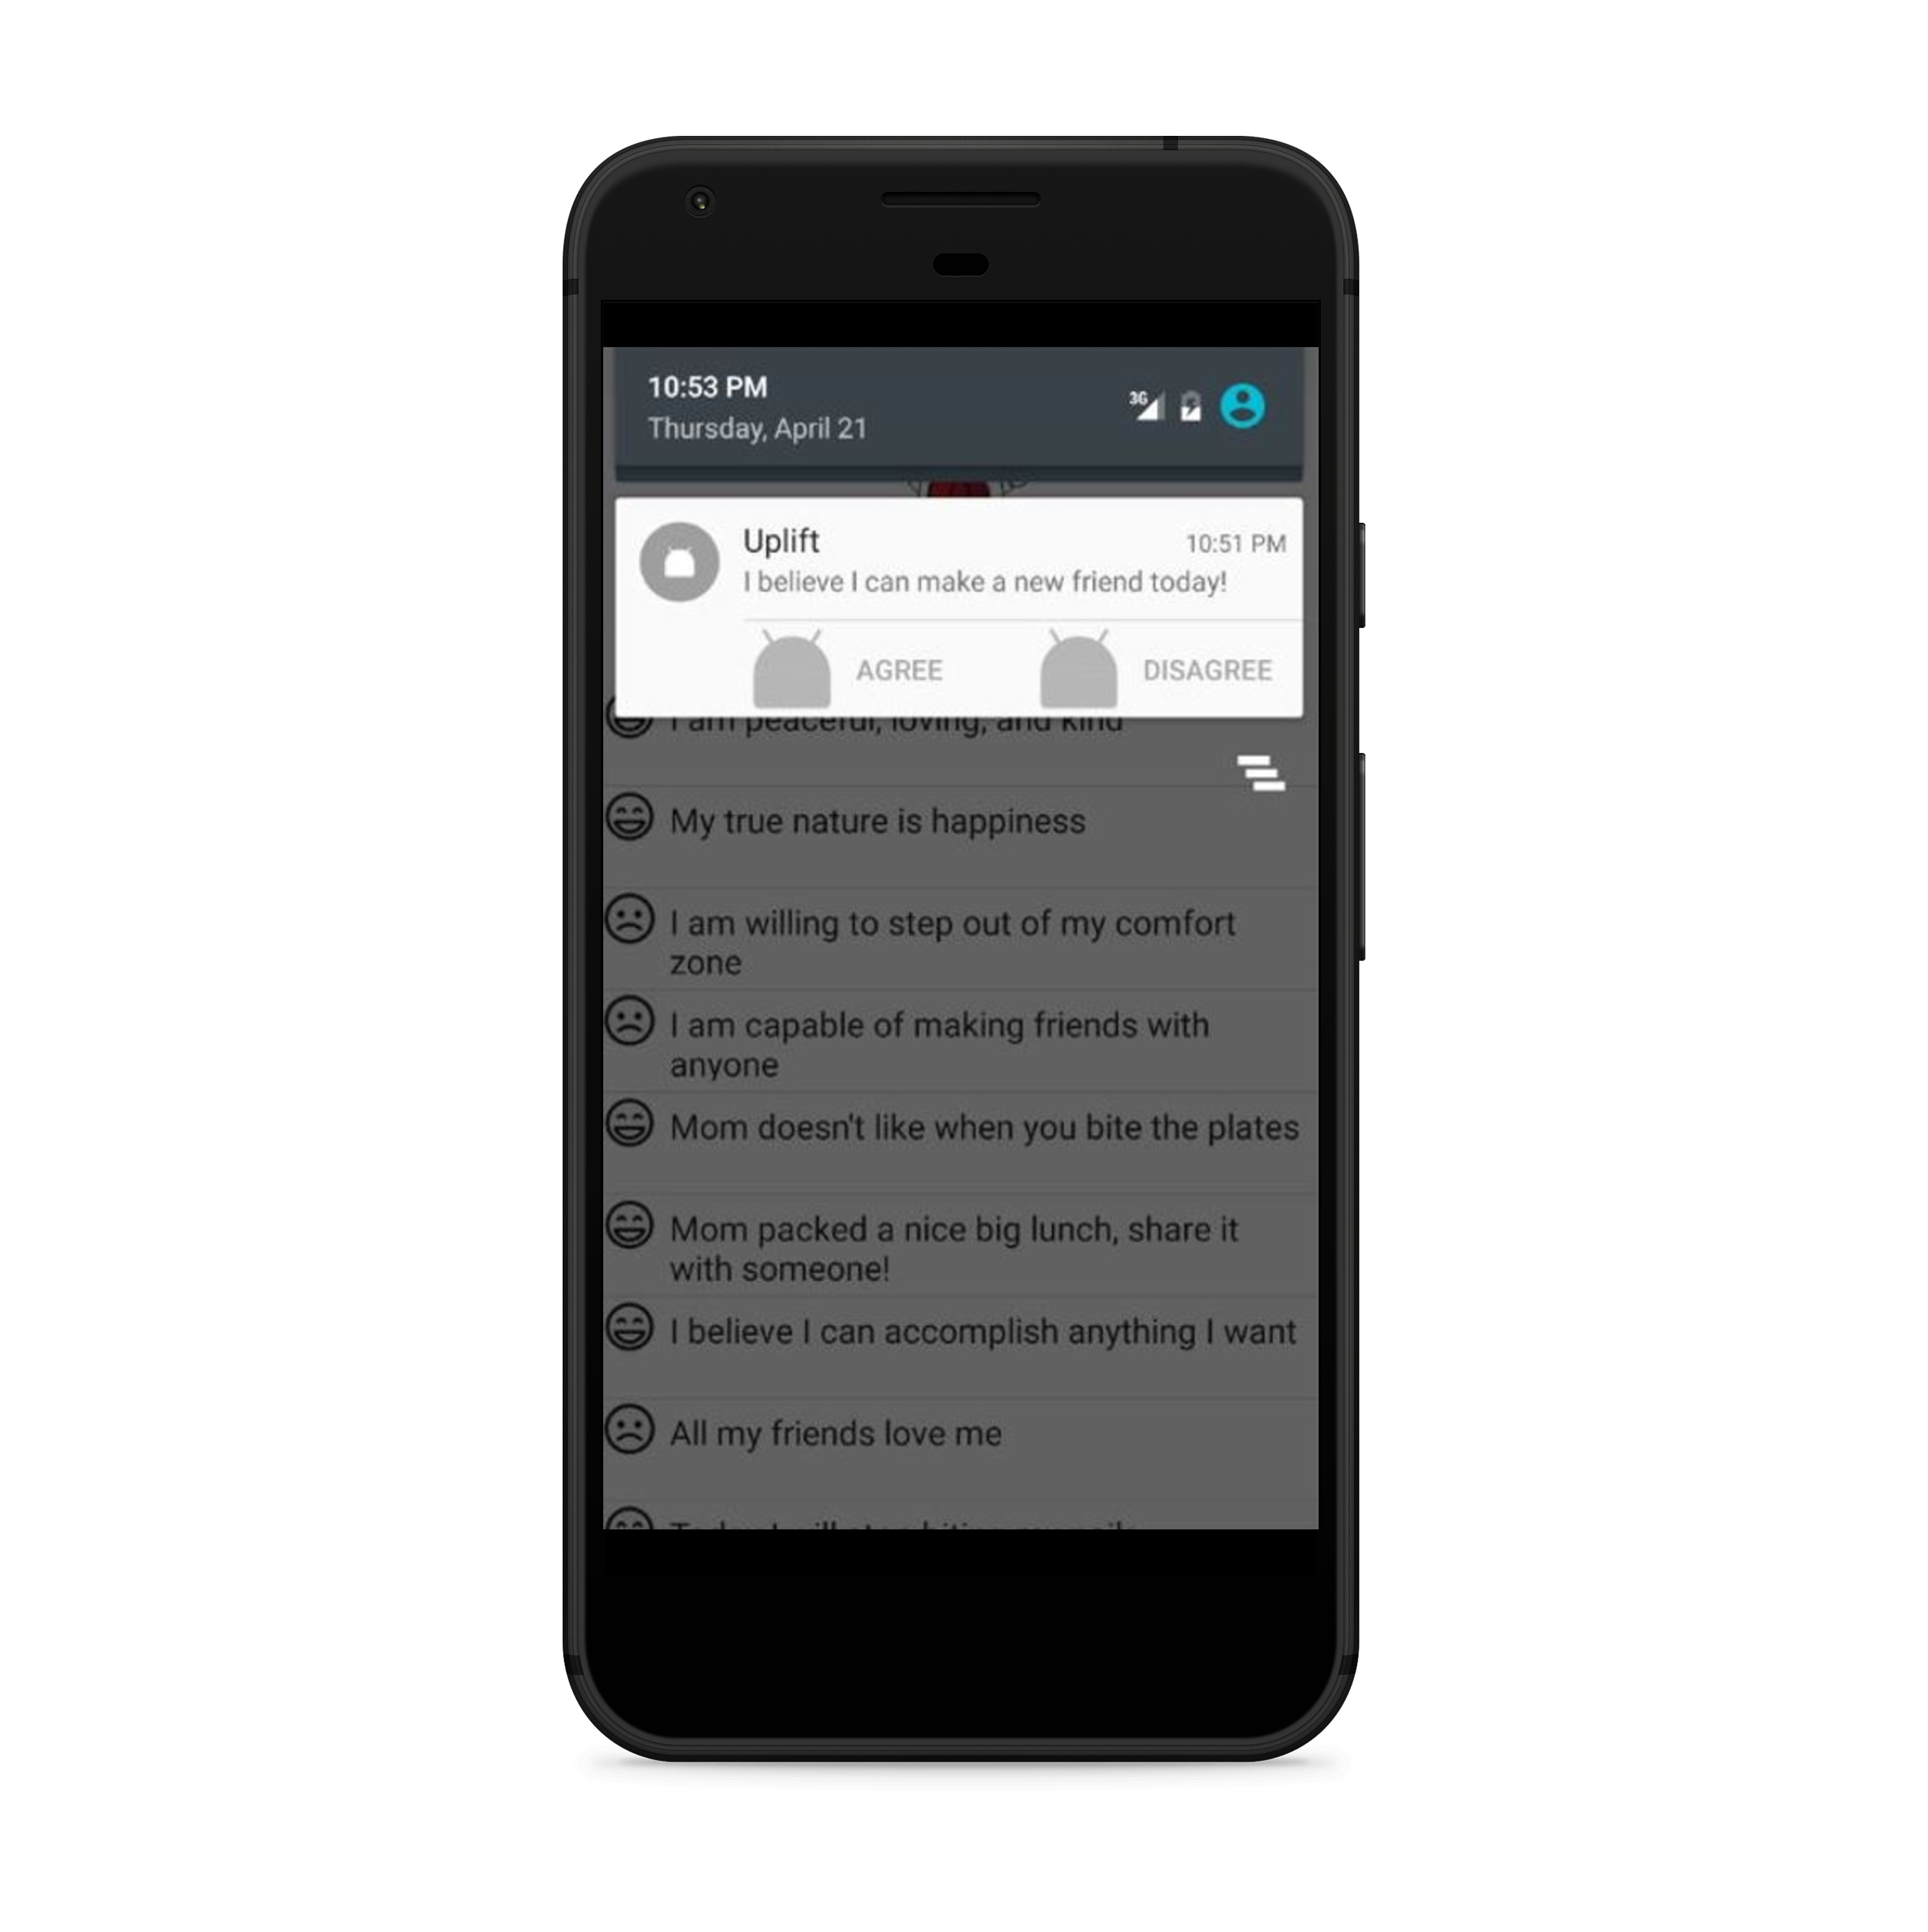 10:53 PM
3G
Thursday, April 21
Uplift
10:51 PM
I believe I can make a new friend today!
AGREE
DISAGREE
I am peaceful, loving, and kind
My true nature is happiness
I am willing to step out of my comfort
zone
I am capable of making friends with
anyone
Mom doesn't like when you bite the plates
Mom packed a nice big lunch, share it
with someone!
I believe I can accomplish anything I want
All my friends love me